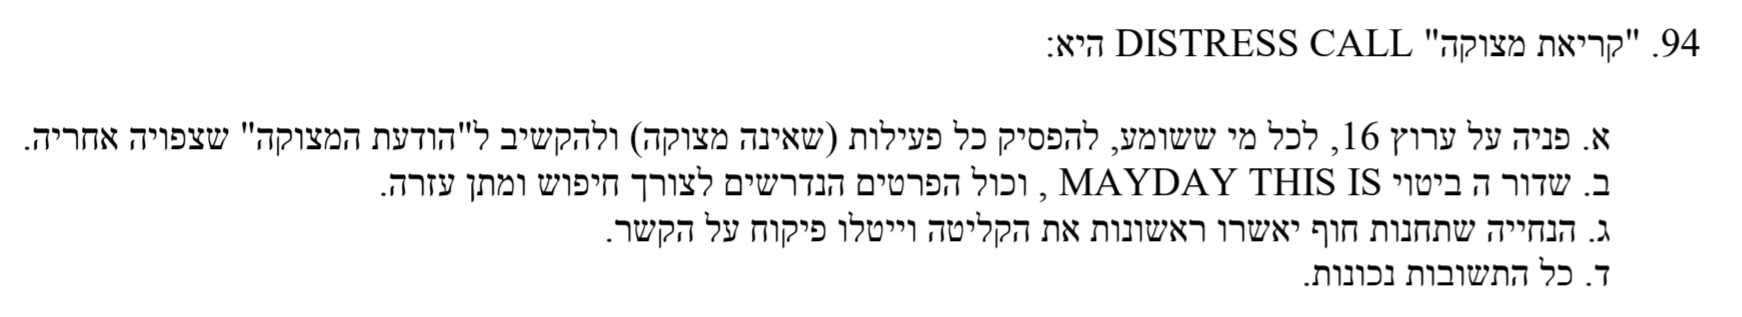 94. "קריאת מצוקה" DISTRESS CALL היא:
א. פניה על ערוץ 16, לכל מי ששומע, להפסיק כל פעילות (שאינה מצוקה) ולהקשיב ל"הודעת המצוקה" שצפויה אחריה.
ב. שדור ה ביטוי MAYDAY THIS IS , וכול הפרטים הנדרשים לצורך חיפוש ומתן עזרה.
ג. הנחייה שתחנות חוף יאשרו ראשונות את הקליטה וייטלו פיקוח על הקשר.
ד. כל התשובות נכונות.